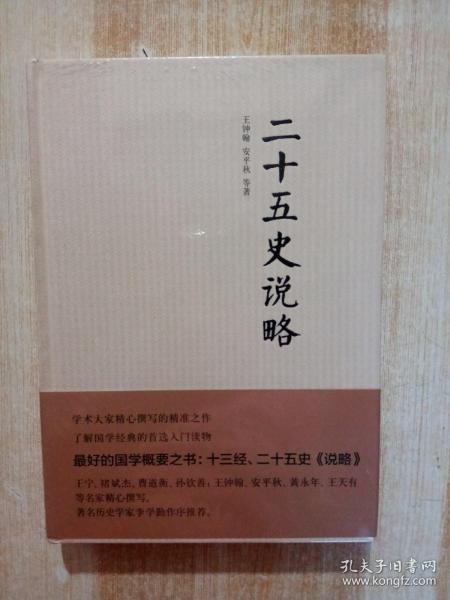 二十五史说略
王钟翰 安平秋 等著
学术大家精心撰写的精准之作
了解国学经典的首选入门读物
最好的国学概要之书：十三经、二十五史《说略》
王宁、褚斌杰、曹道衡、孙钦善；王钟翰、安平秋、黄永年、王天有
等名家精心撰写。
著名历史学家李学勤作序推荐。
孔夫子旧书网
www.kongfz.com